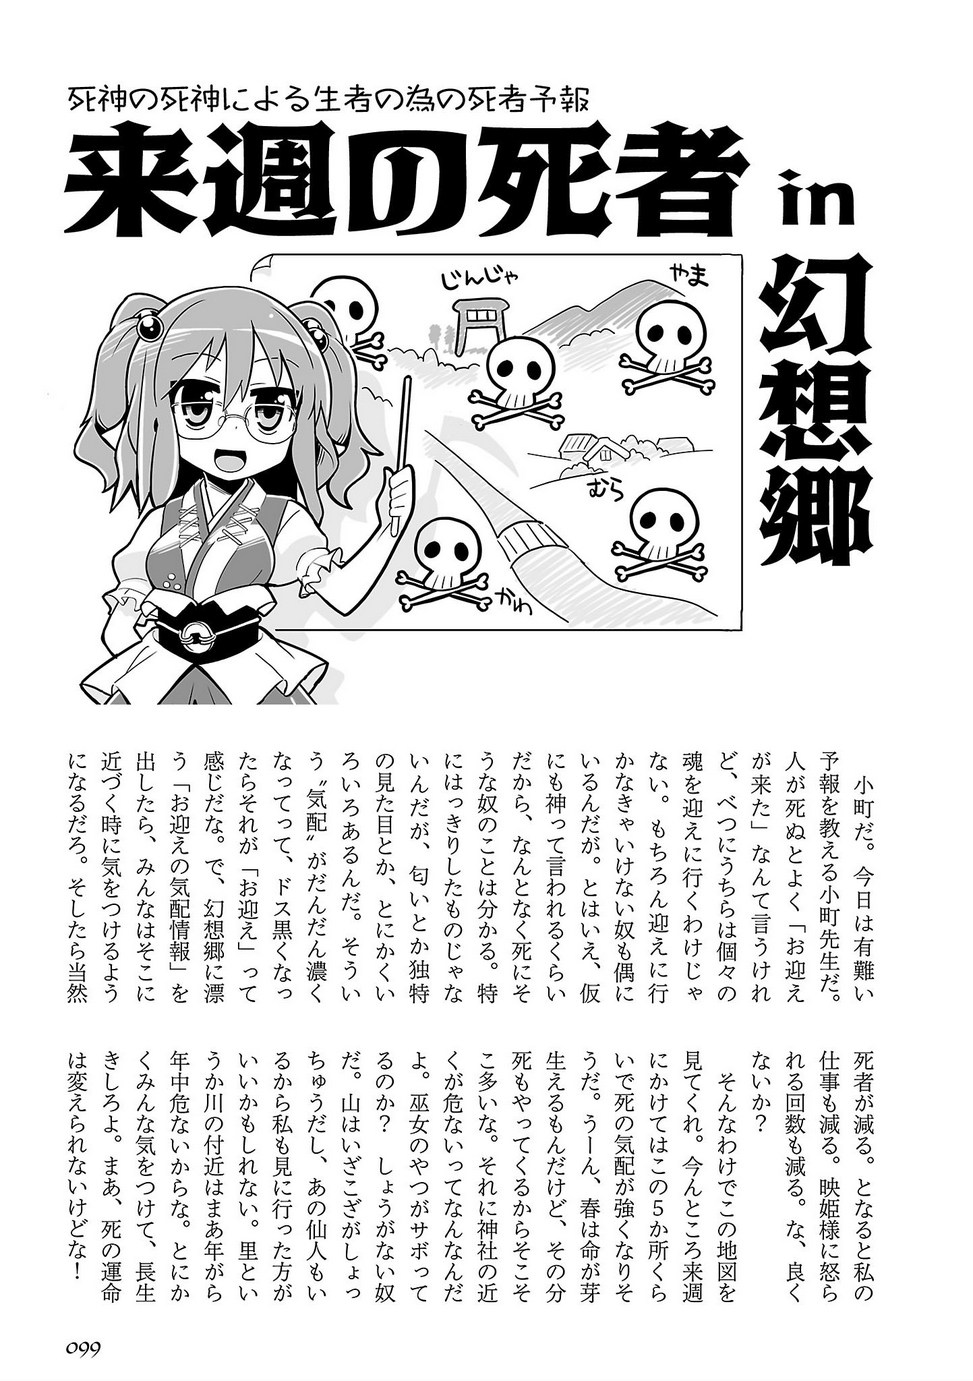 死神の死神による生者の為の死者予報
来週の死者 in
幻想郷
じんじゃ
やま
むら
かわ
　小町だ。今日は有難い
予報を教える小町先生だ。
人が死ぬとよく「お迎え
が来た」なんて言うけれ
ど、べつにうちらは個々の
魂を迎えに行くわけじゃ
ない。もちろん迎えに行
かなきゃいけない奴も偶に
いるんだが。とはいえ、仮
にも神って言われるくらい
だから、なんとなく死にそ
うな奴のことは分かる。特
にはっきりしたものじゃな
いんだが、匂いとか独特
の見た目とか、とにかくい
ろいろあるんだ。そうい
う〝気配〟がだんだん濃く
なってって、ドス黒くなっ
たらそれが「お迎え」って
感じだな。で、幻想郷に漂
う「お迎えの気配情報」を
出したら、みんなはそこに
近づく時に気をつけるよう
になるだろ。そしたら当然
死者が減る。となると私の
仕事も減る。映姫様に怒ら
れる回数も減る。な、良く
ないか？
　そんなわけでこの地図を
見てくれ。今んところ来週
にかけてはこの５か所くら
いで死の気配が強くなりそ
うだ。うーん、春は命が芽
生えるもんだけど、その分
死もやってくるからそこそ
こ多いな。それに神社の近
くが危ないってなんなんだ
よ。巫女のやつがサボって
るのか？　しょうがない奴
だ。山はいざこざがしょっ
ちゅうだし、あの仙人もい
るから私も見に行った方が
いいかもしれない。里とい
うか川の付近はまあ年がら
年中危ないからな。とにか
くみんな気をつけて、長生
きしろよ。まあ、死の運命
は変えられないけどな！
099